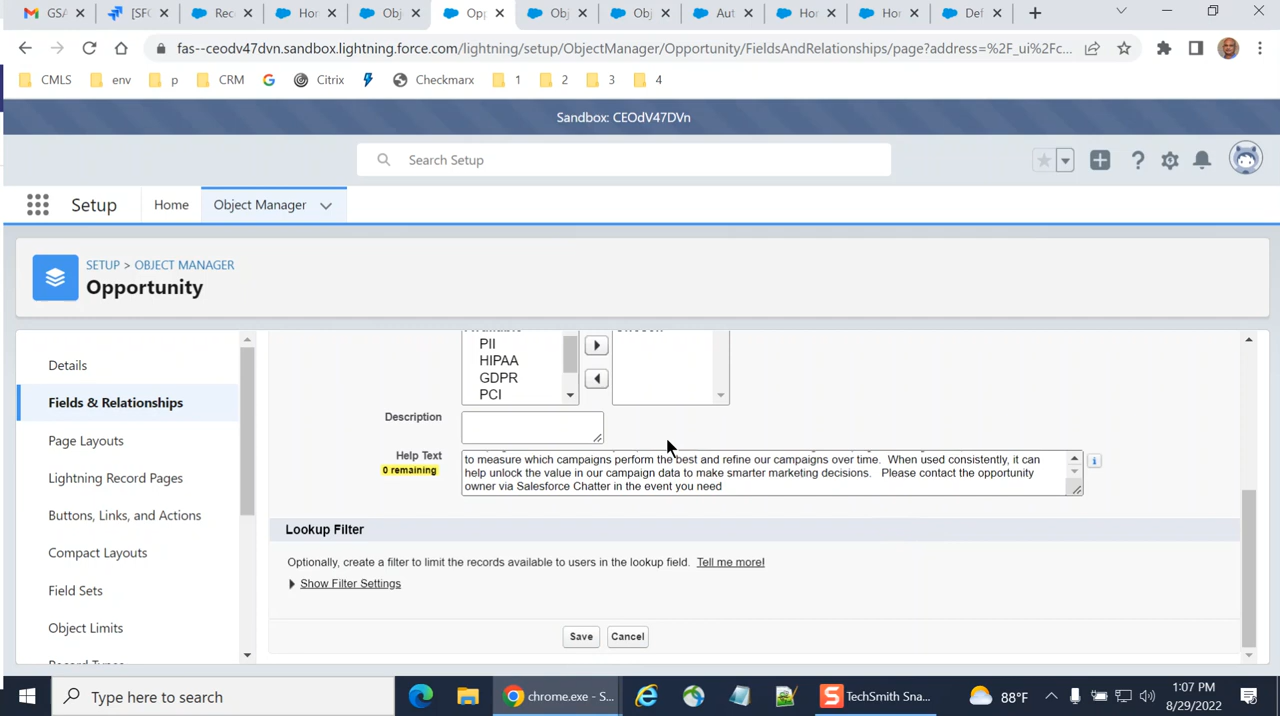 GSA
[SFC
Rec
Hor
Obj
Opp
Obj
Obj
Aut
Ho
Hor
Def
fas--ceodv47dvn.sandbox.lightning.force.com/lightning/setup/ObjectManager/Opportunity/FieldsAndRelationships/page?address=%2F_ui%2Fc...
CMLS
env
p
CRM
Citrix
Checkmarx
1
2
3
4
Sandbox: CEOdV47DVn
Search Setup
Setup
Home
Object Manager
SETUP > OBJECT MANAGER
Opportunity
Details
Fields & Relationships
Page Layouts
Lightning Record Pages
Buttons, Links, and Actions
Compact Layouts
Field Sets
Object Limits
Record Types
PII
HIPAA
GDPR
PCI
Description
Help Text
0 remaining
to measure which campaigns perform the best and refine our campaigns over time. When used consistently, it can
help unlock the value in our campaign data to make smarter marketing decisions. Please contact the opportunity
owner via Salesforce Chatter in the event you need
Lookup Filter
Optionally, create a filter to limit the records available to users in the lookup field. Tell me more!
Show Filter Settings
Save
Cancel
Type here to search
chrome.exe - S...
TechSmith Sna...
88°F
1:07 PM
8/29/2022